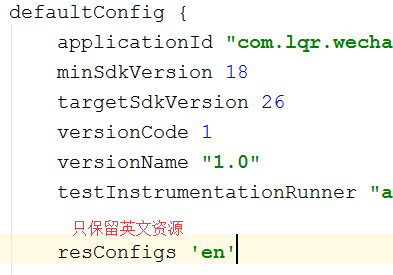 defaultConfig {
applicationId "com.lqr.wecha
minSdkVersion 18
targetSdkVersion 26
versionCode 1
versionName "1.0"
testInstrumentationRunner "a
只保留英文资源
resConfigs 'en'